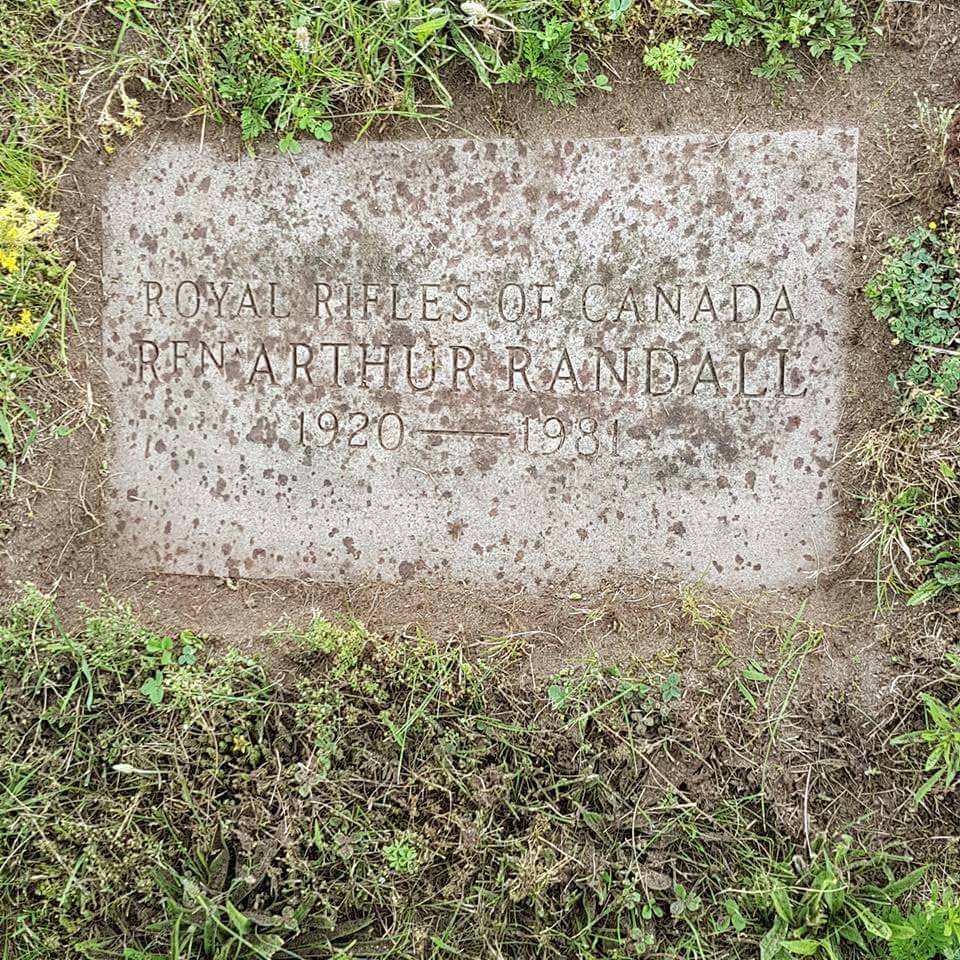 ROYAL RIFLES OF CANADA
RFN ARTHUR RANDALL
1920 — 1981